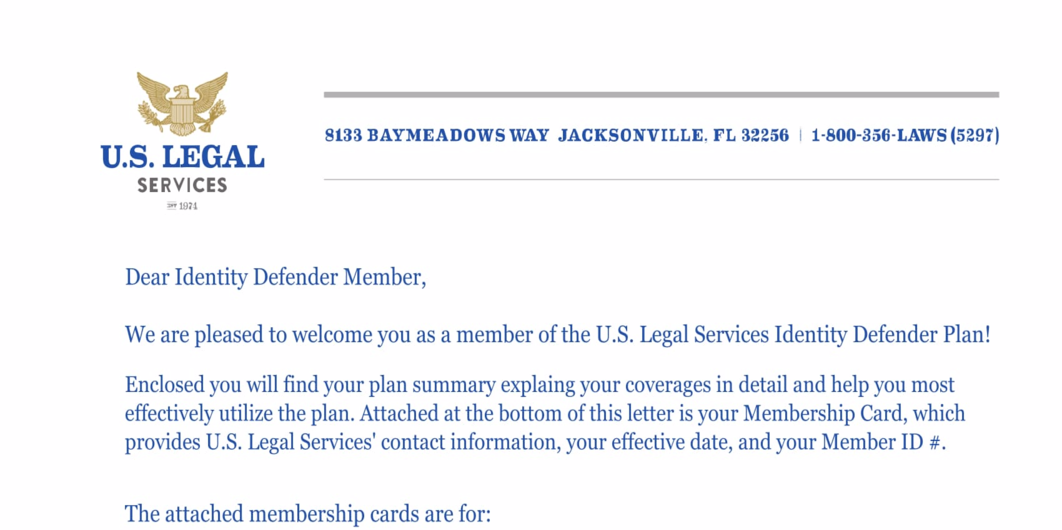 U.S. LEGAL
SERVICES
EST 1974
8133 BAYMEADOWS WAY JACKSONVILLE, FL 32256 | 1-800-356-LAWS (5297)
Dear Identity Defender Member,
We are pleased to welcome you as a member of the U.S. Legal Services Identity Defender Plan!
Enclosed you will find your plan summary explaing your coverages in detail and help you most
effectively utilize the plan. Attached at the bottom of this letter is your Membership Card, which
provides U.S. Legal Services' contact information, your effective date, and your Member ID #.
The attached membership cards are for: